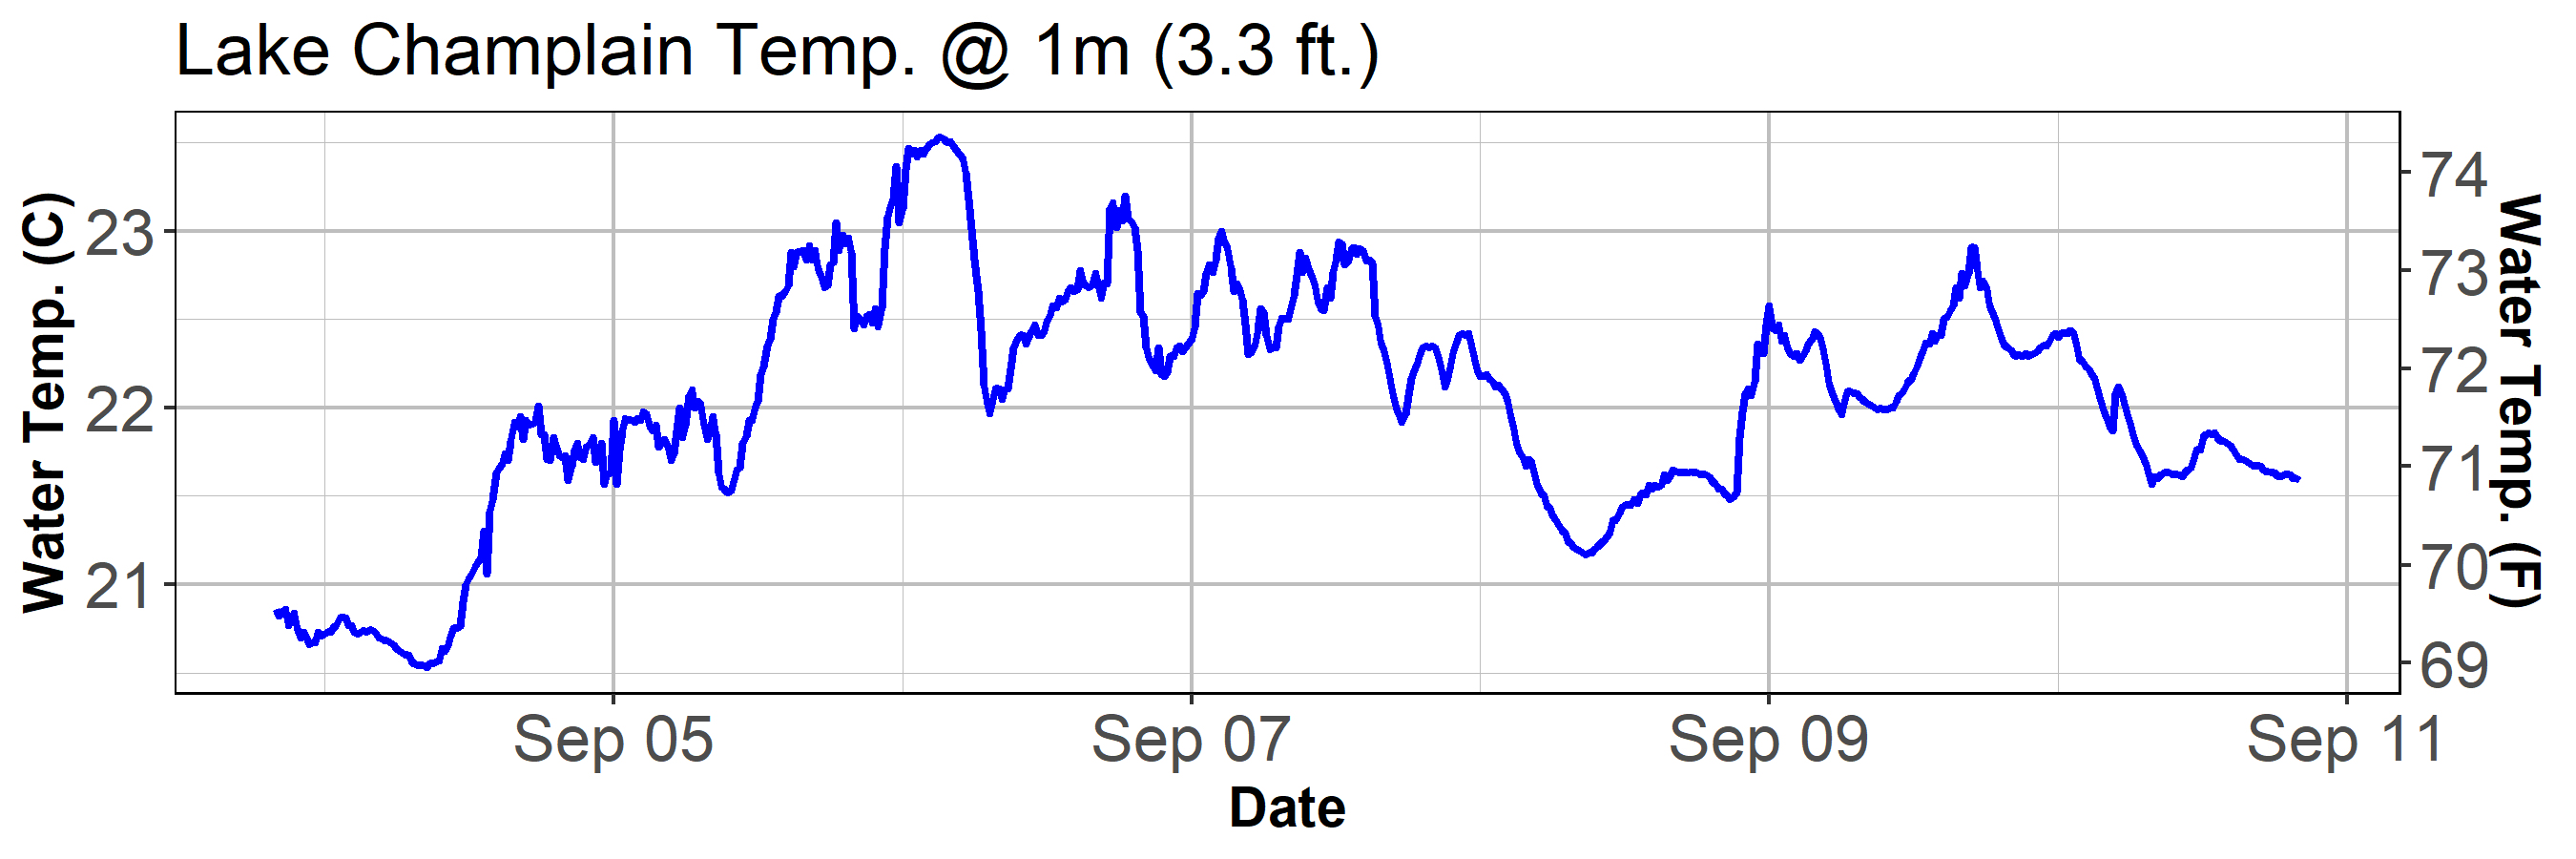 Lake Champlain Temp. @ 1m (3.3 ft.)
Water Temp. (C)
23
22
21
74
73
72
71
70
69
Water Temp. (F)
Sep 05
Sep 07
Sep 09
Sep 11
Date